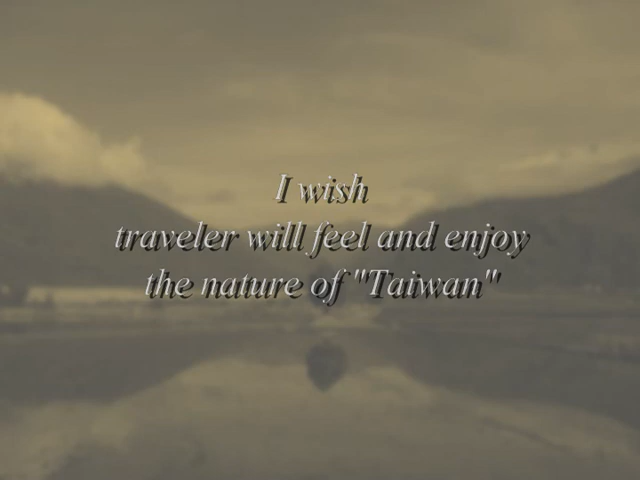 I wish
traveler will feel and enjoy
the nature of "Taiwan"